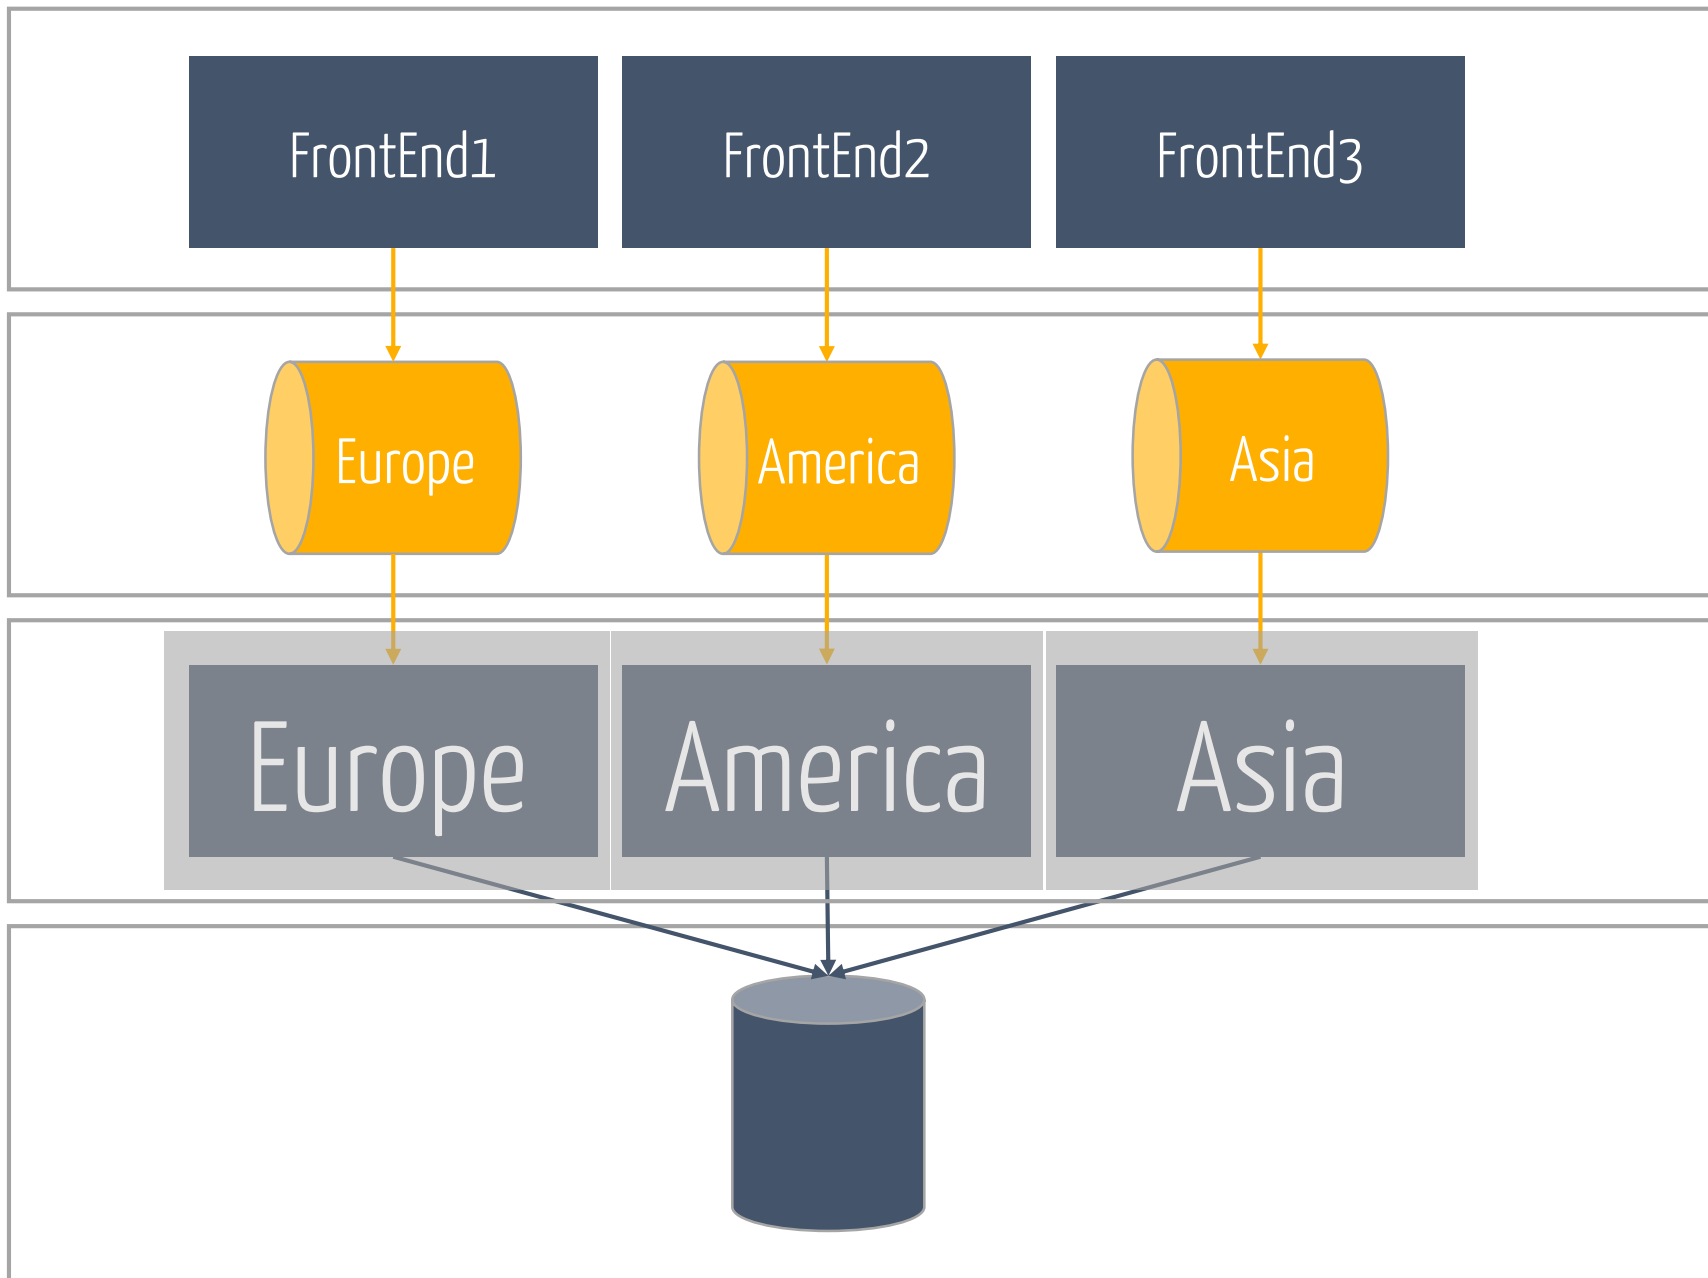 FrontEnd1
FrontEnd2
FrontEnd3
Europe
America
Asia
Europe
America
Asia